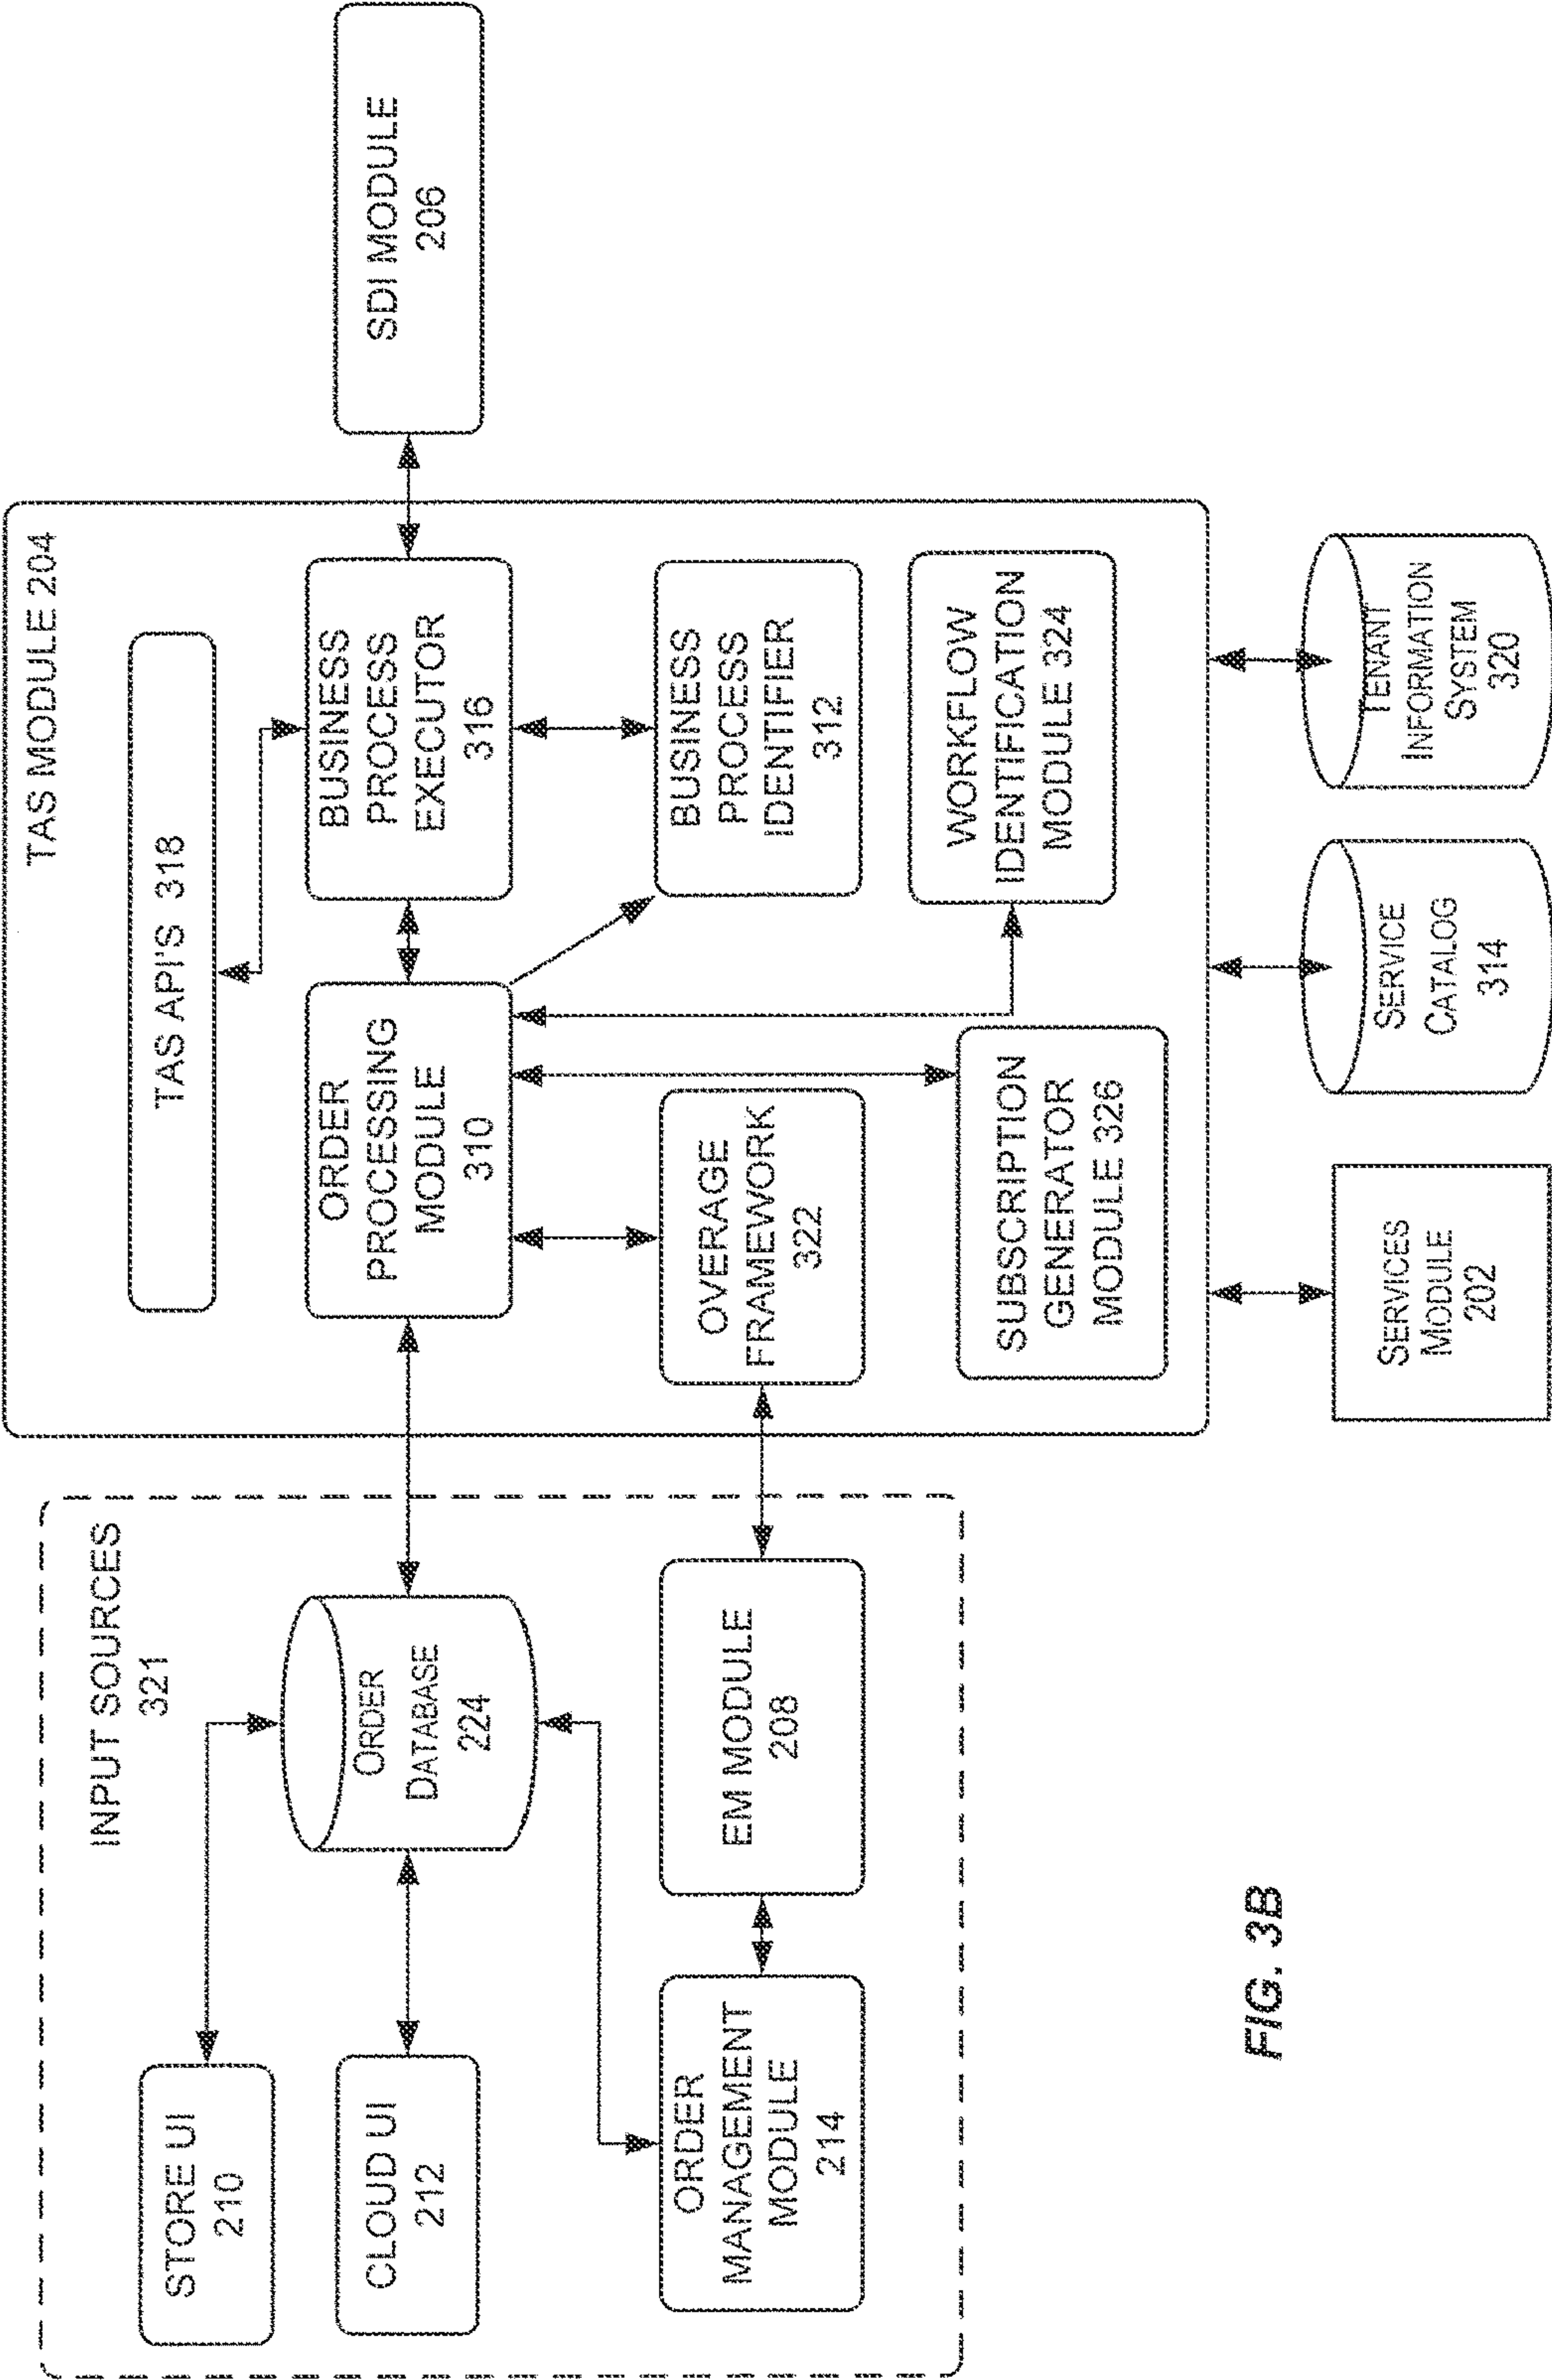 INPUT SOURCES
321
STORE UI
210
CLOUD UI
212
ORDER
DATABASE
224
ORDER
MANAGEMENT
MODULE
214
EM MODULE
208
TAS MODULE 204
TAS API'S 318
ORDER
PROCESSING
MODULE
310
BUSINESS
PROCESS
EXECUTOR
316
OVERAGE
FRAMEWORK
322
BUSINESS
PROCESS
IDENTIFIER
312
SUBSCRIPTION
GENERATOR
MODULE 326
WORKFLOW
IDENTIFICATION
MODULE 324
SDI MODULE
206
SERVICES
MODULE
202
SERVICE
CATALOG
314
TENANT
INFORMATION
SYSTEM
320
FIG. 3B